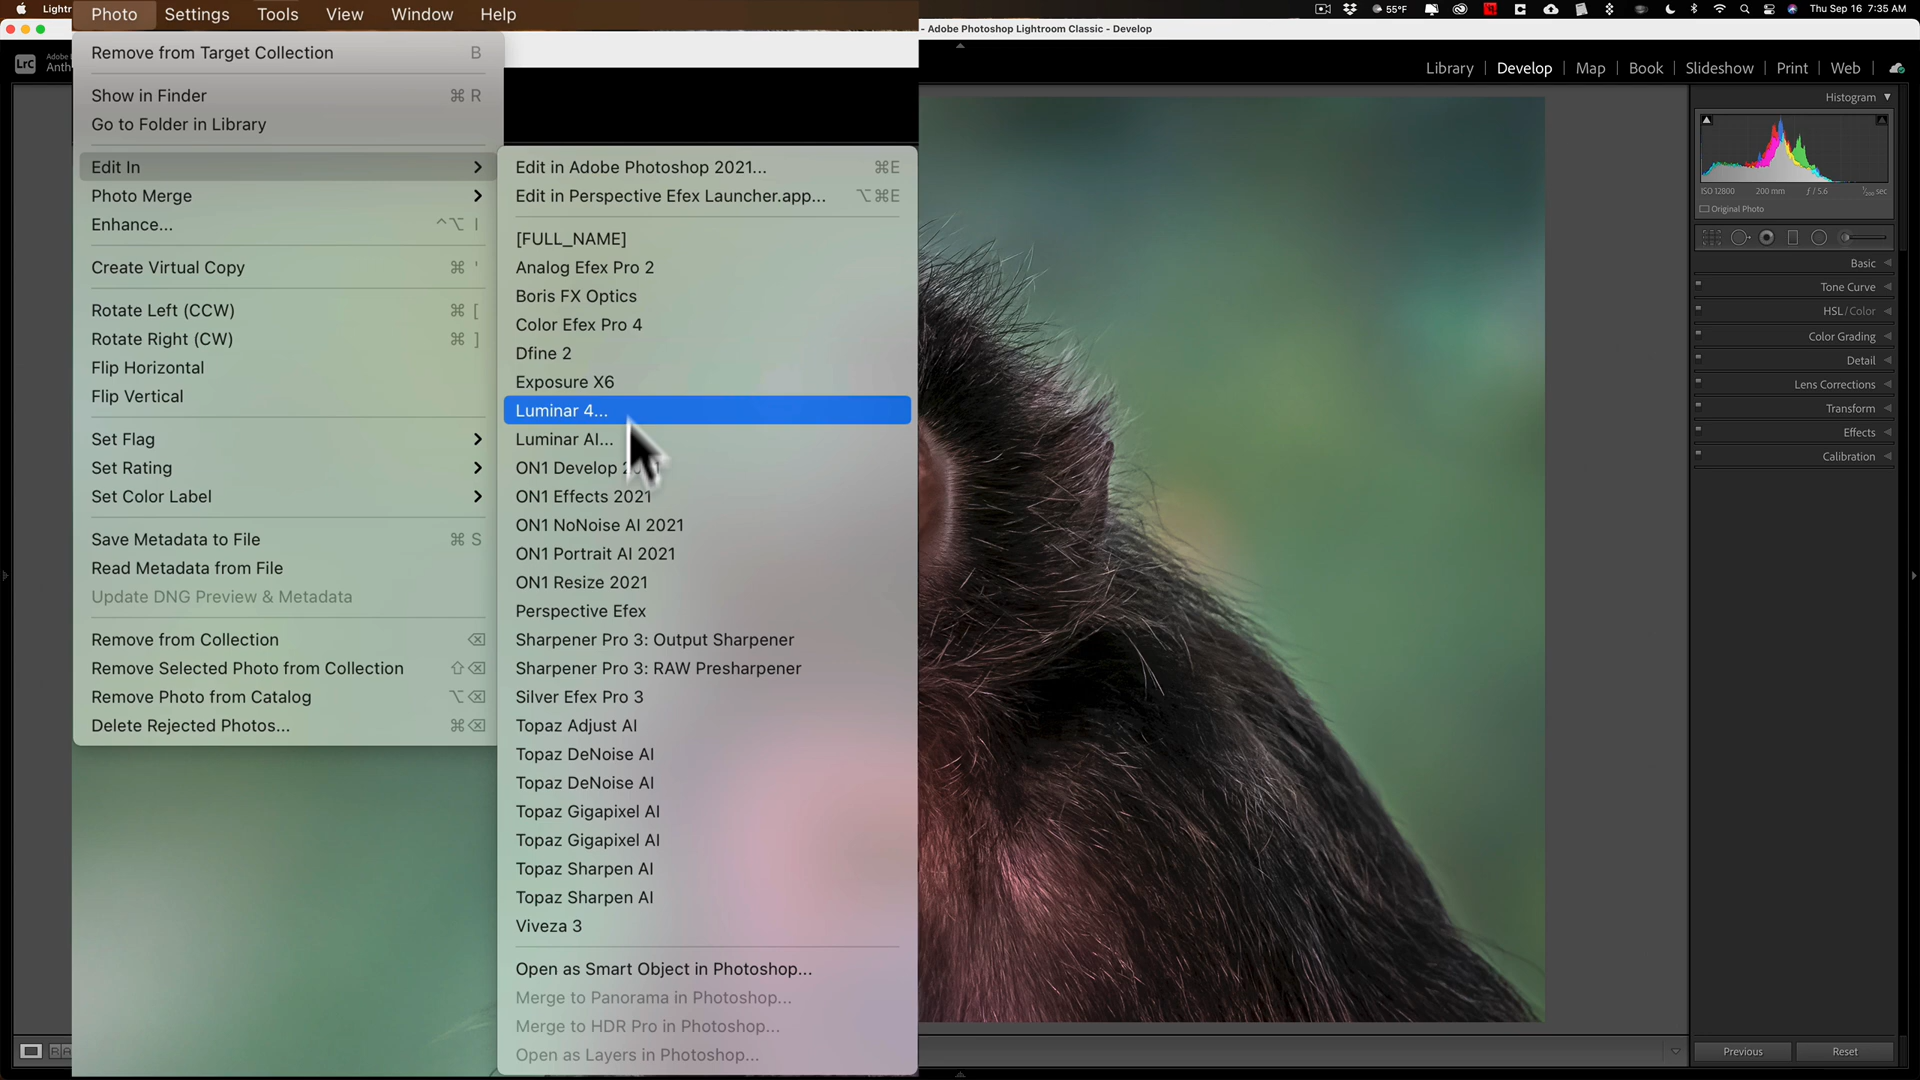 Lightr
Photo
Settings
Tools
View
Window
Help
55°F
Thu Sep 16 7:35 AM
- Adobe Photoshop Lightroom Classic - Develop
LrC
Adobe
Anth
Library | Develop | Map | Book | Slideshow | Print | Web
Remove from Target Collection B
Show in Finder ⌘ R
Go to Folder in Library
Edit In
Photo Merge
Enhance... ^⌥ I
Create Virtual Copy ⌘ '
Rotate Left (CCW) ⌘ [
Rotate Right (CW) ⌘ ]
Flip Horizontal
Flip Vertical
Set Flag
Set Rating
Set Color Label
Save Metadata to File ⌘ S
Read Metadata from File
Update DNG Preview & Metadata
Remove from Collection ⌫
Remove Selected Photo from Collection ⇧⌫
Remove Photo from Catalog ⌥⌫
Delete Rejected Photos... ⌘⌫
Edit in Adobe Photoshop 2021... ⌘E
Edit in Perspective Efex Launcher.app... ⌥⌘E
[FULL_NAME]
Analog Efex Pro 2
Boris FX Optics
Color Efex Pro 4
Dfine 2
Exposure X6
Luminar 4...
Luminar AI...
ON1 Develop
ON1 Effects 2021
ON1 NoNoise AI 2021
ON1 Portrait AI 2021
ON1 Resize 2021
Perspective Efex
Sharpener Pro 3: Output Sharpener
Sharpener Pro 3: RAW Presharpener
Silver Efex Pro 3
Topaz Adjust AI
Topaz DeNoise AI
Topaz DeNoise AI
Topaz Gigapixel AI
Topaz Gigapixel AI
Topaz Sharpen AI
Topaz Sharpen AI
Viveza 3
Open as Smart Object in Photoshop...
Merge to Panorama in Photoshop...
Merge to HDR Pro in Photoshop...
Open as Layers in Photoshop...
Histogram
ISO 12800 200 mm ƒ / 5.6
Original Photo
Basic
Tone Curve
HSL / Color
Color Grading
Detail
Lens Corrections
Transform
Effects
Calibration
Previous
Reset